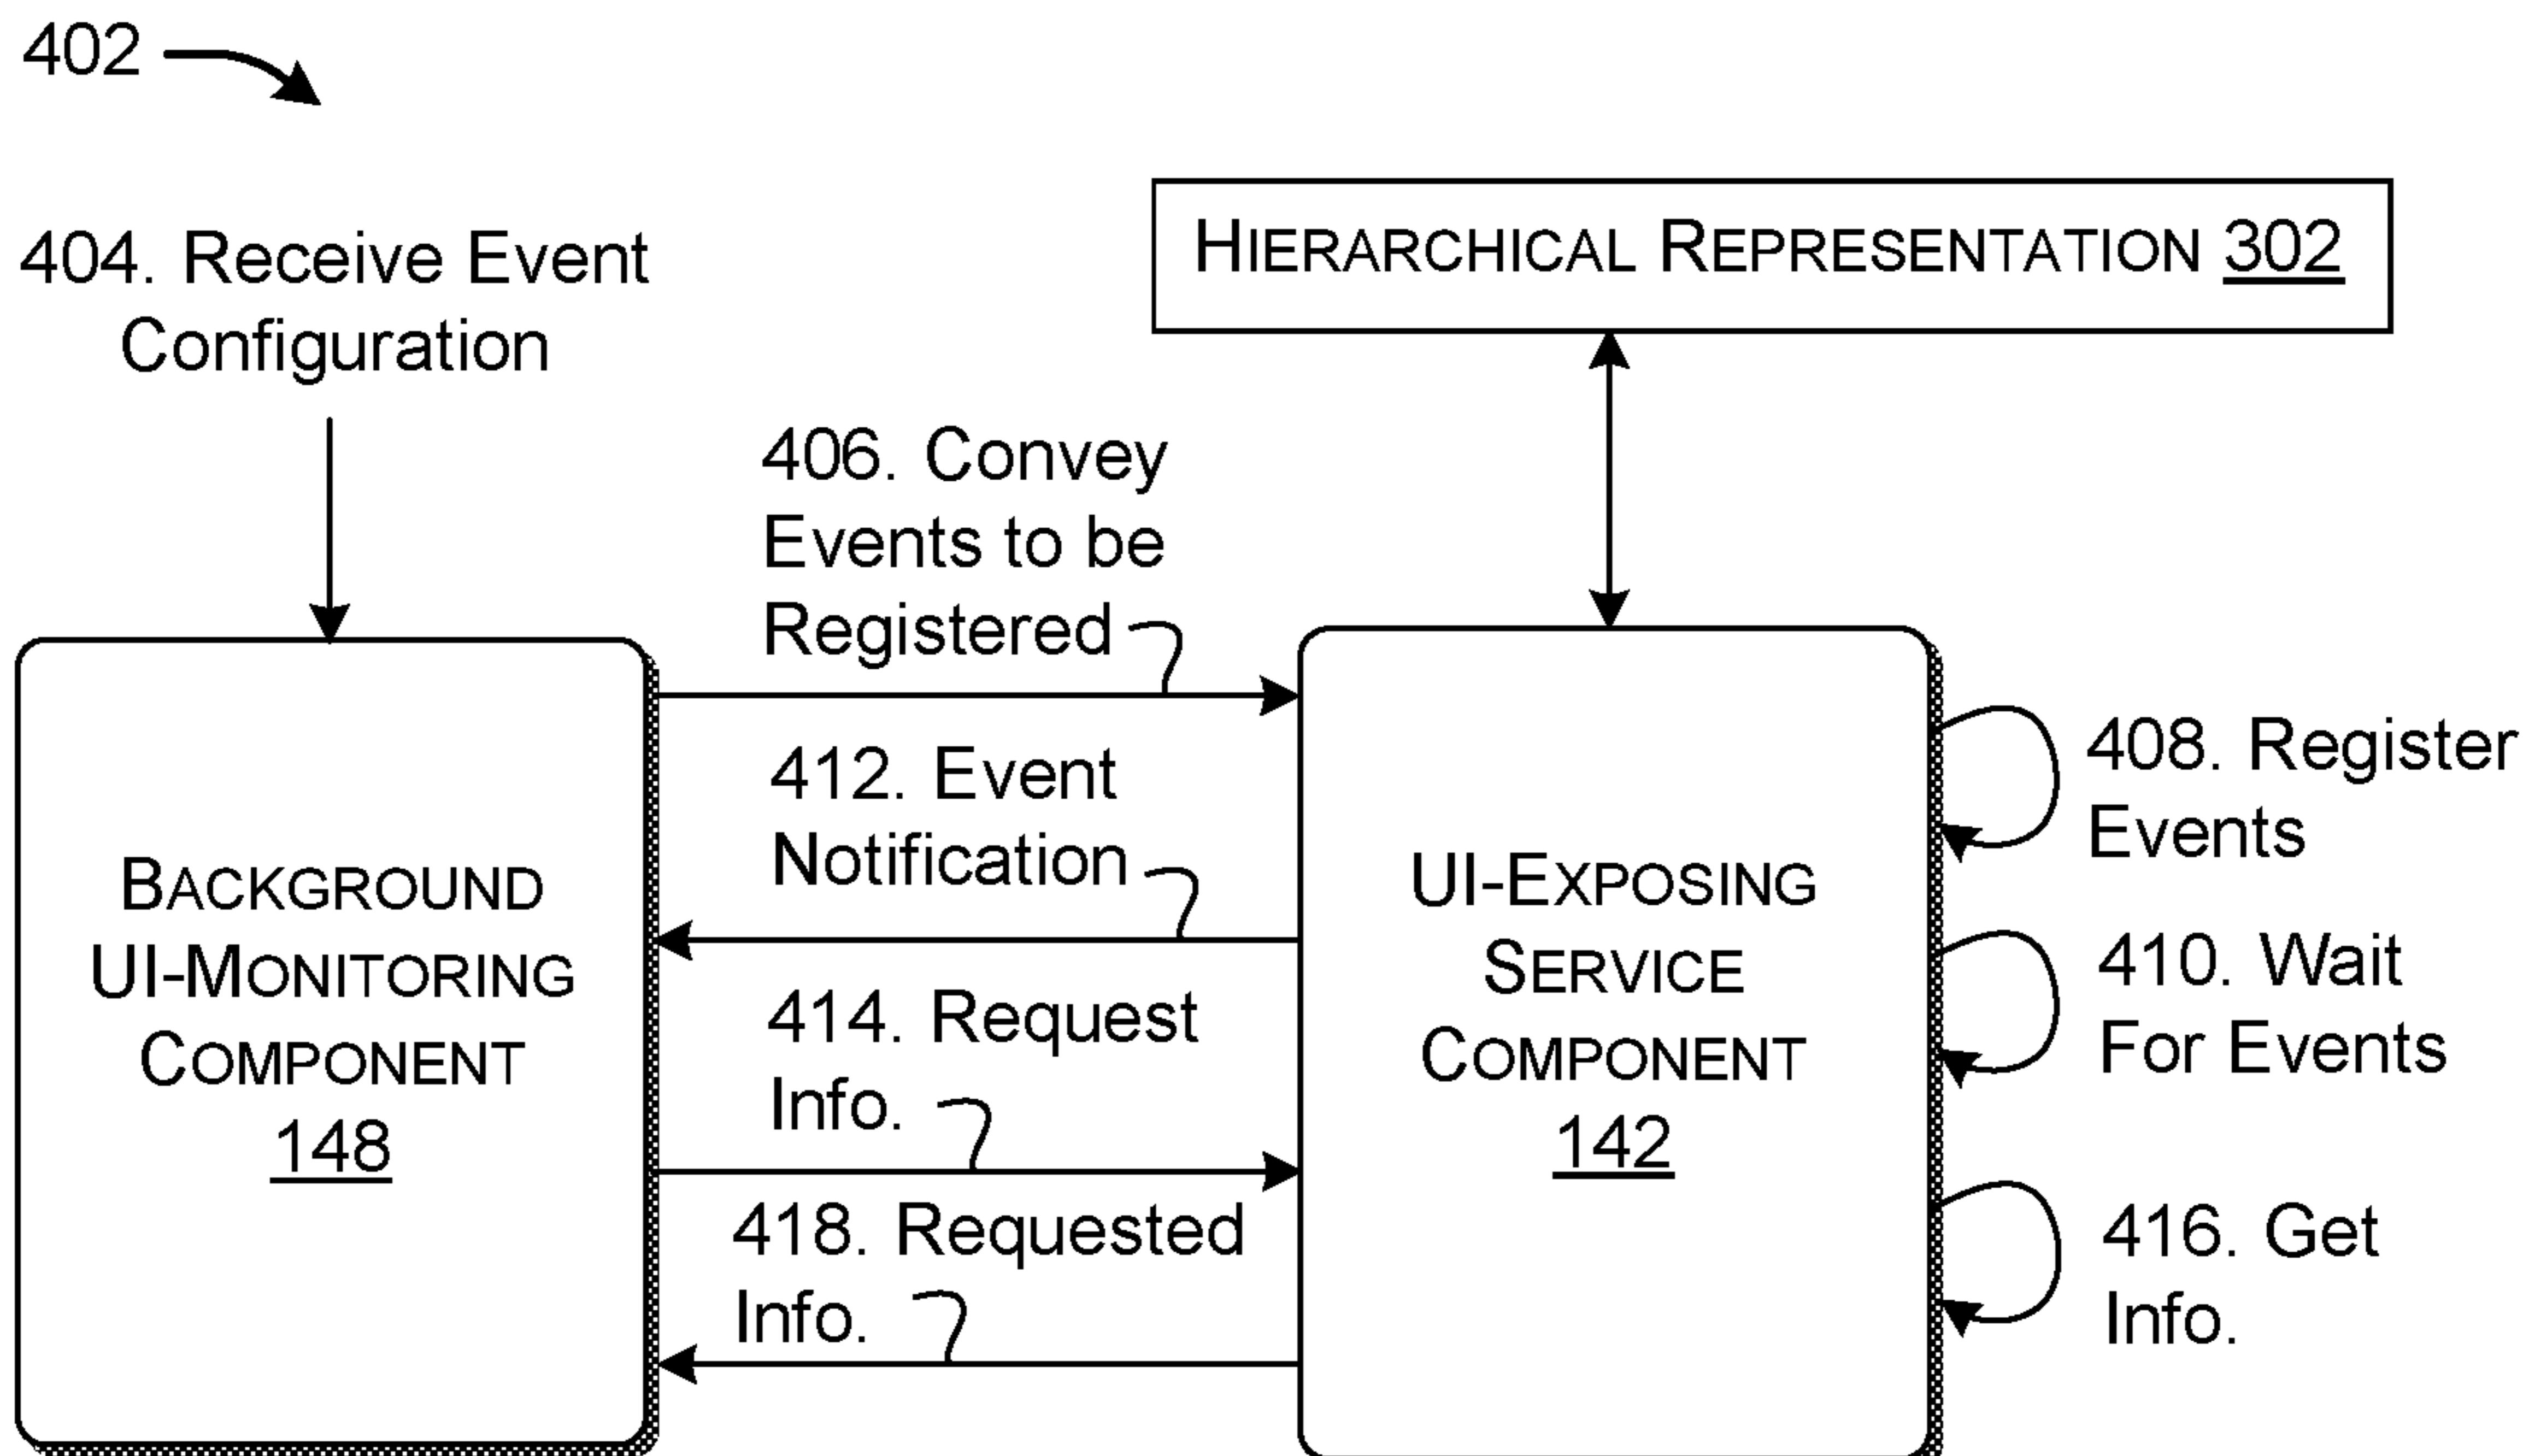 402
HIERARCHICAL REPRESENTATION 302
404. Receive Event
Configuration
406. Convey
Events to be
Registered
412. Event
Notification
414. Request
Info.
418. Requested
Info.
BACKGROUND
UI-MONITORING
COMPONENT
148
UI-EXPOSING
SERVICE
COMPONENT
142
408. Register
Events
410. Wait
For Events
416. Get
Info.